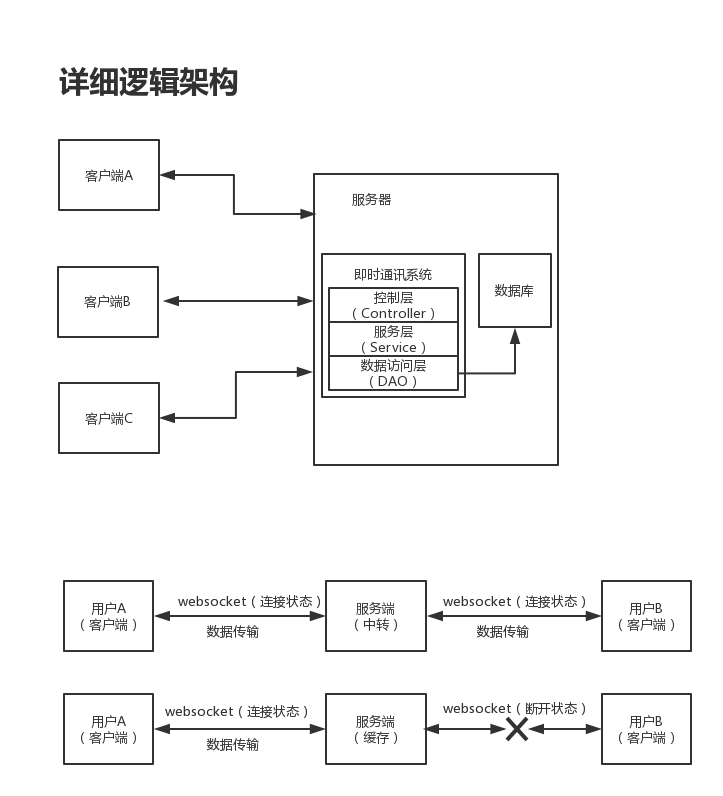 详细逻辑架构
客户端A
服务器
客户端B
即时通讯系统
数据库
控制层
（Controller）
服务层
（Service）
数据访问层
（DAO）
客户端C
用户A
（客户端）
websocket（连接状态）
数据传输
服务端
（中转）
websocket（连接状态）
数据传输
用户B
（客户端）
用户A
（客户端）
websocket（连接状态）
数据传输
服务端
（缓存）
websocket（断开状态）
用户B
（客户端）